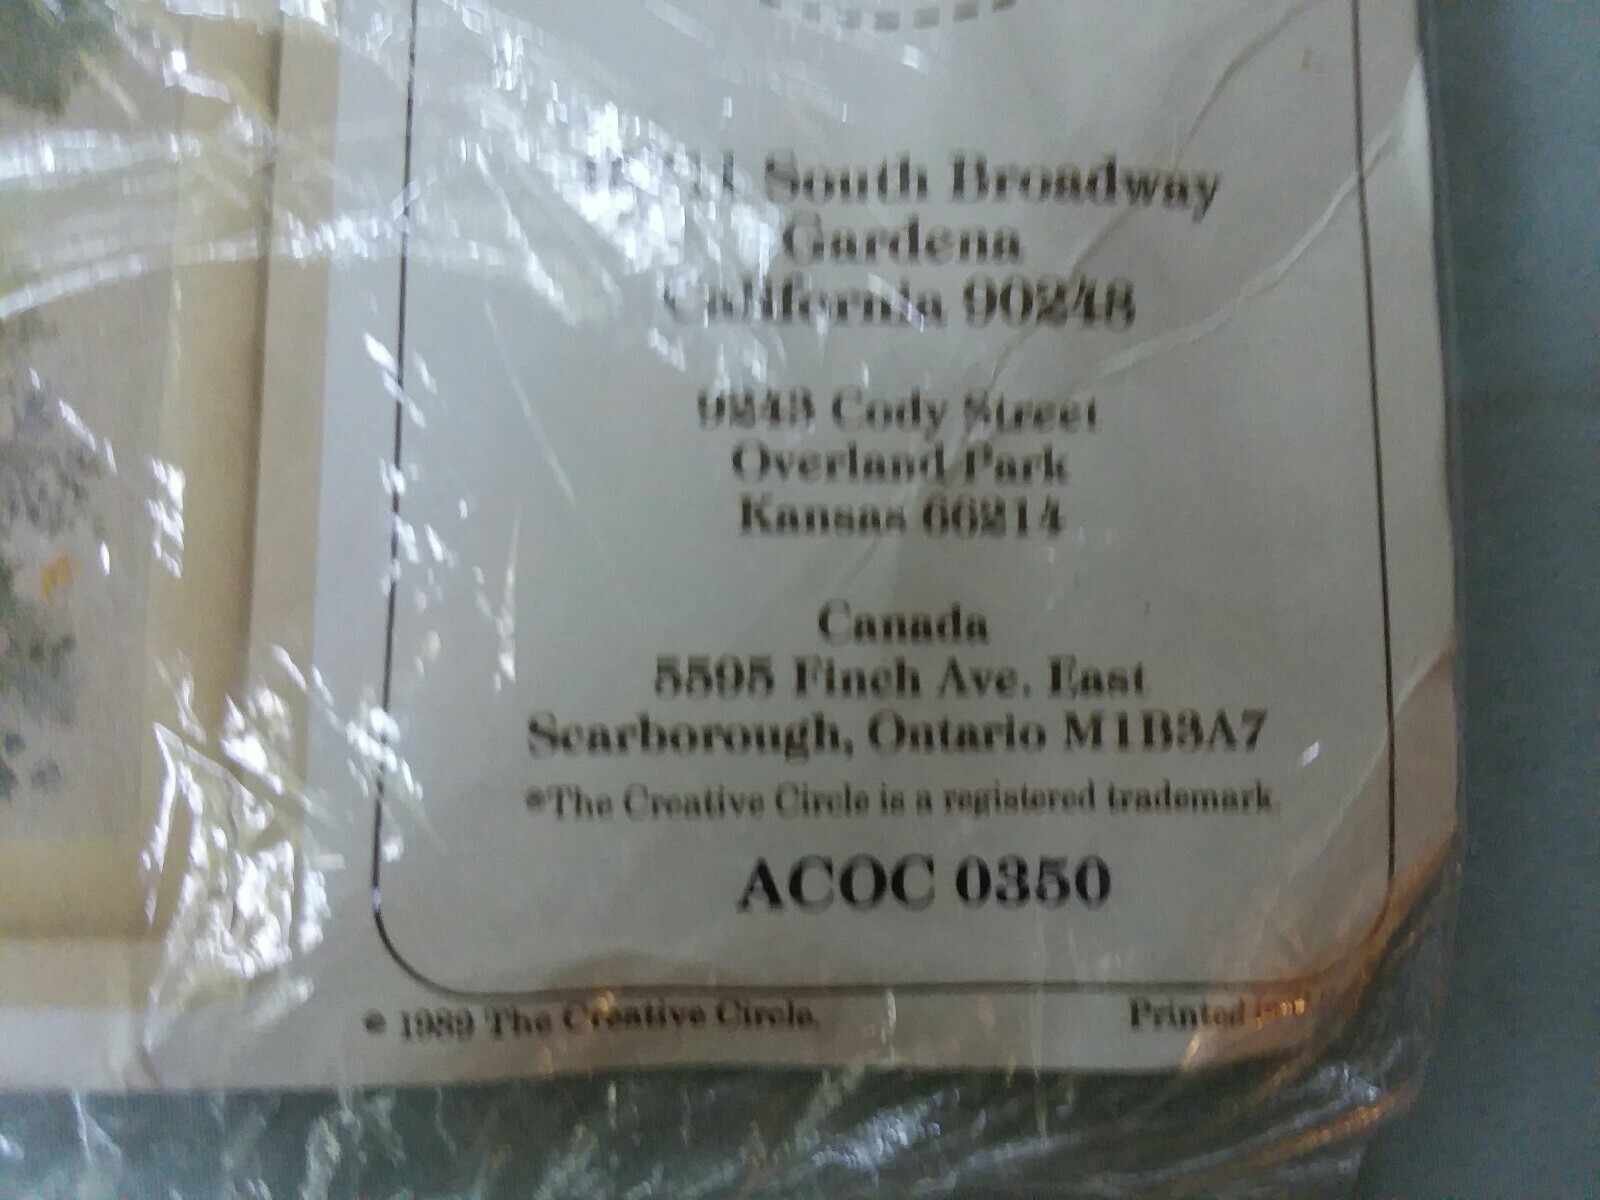 South Broadway
Gardena
California 90248
9243 Cody Street
Overland Park
Kansas 66214
Canada
5595 Finch Ave. East
Scarborough, Ontario M1B3A7
®The Creative Circle is a registered trademark
ACOC 0350
© 1989 The Creative Circle.
Printed